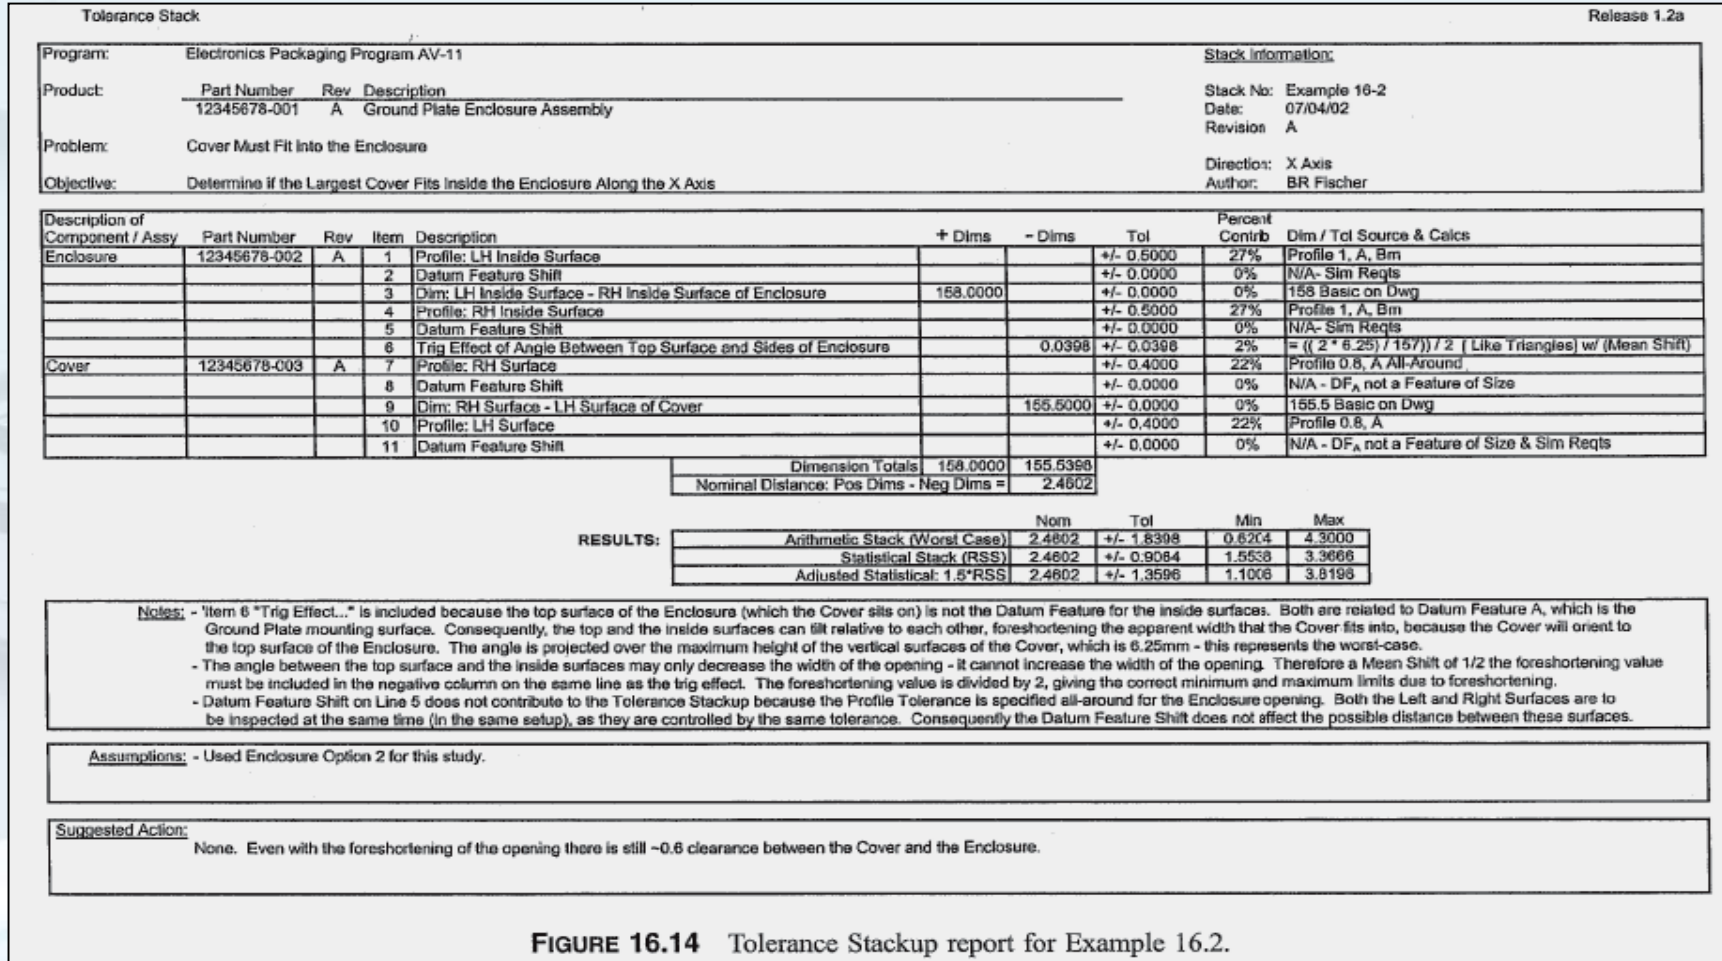 Tolerance Stack Release 1.2a
Program: Electronics Packaging Program AV-11 Stack Information:
Product: Part Number Rev Description Stack No: Example 16-2
12345678-001 A Ground Plate Enclosure Assembly Date: 07/04/02
Revision A
Problem: Cover Must Fit Into the Enclosure
Direction: X Axis
Objective: Determine if the Largest Cover Fits Inside the Enclosure Along the X Axis Author: BR Fischer
Description of Percent
Component / Assy Part Number Rev Item Description + Dims - Dims Tol Contrib Dim / Tol Source & Calcs
Enclosure 12345678-002 A 1 Profile: LH Inside Surface +/- 0.5000 27% Profile 1, A, Bm
2 Datum Feature Shift +/- 0.0000 0% N/A- Sim Reqts
3 Dim: LH Inside Surface - RH Inside Surface of Enclosure 158.0000 +/- 0.0000 0% 158 Basic on Dwg
4 Profile: RH Inside Surface +/- 0.5000 27% Profile 1, A, Bm
5 Datum Feature Shift +/- 0.0000 0% N/A- Sim Reqts
6 Trig Effect of Angle Between Top Surface and Sides of Enclosure 0.0398 +/- 0.0398 2% = (( 2 * 6.25) / 157)) / 2 ( Like Triangles) w/ (Mean Shift)
Cover 12345678-003 A 7 Profile: RH Surface +/- 0.4000 22% Profile 0.8, A All-Around
8 Datum Feature Shift +/- 0.0000 0% N/A - DFA not a Feature of Size
9 Dim: RH Surface - LH Surface of Cover 155.5000 +/- 0.0000 0% 155.5 Basic on Dwg
10 Profile: LH Surface +/- 0.4000 22% Profile 0.8, A
11 Datum Feature Shift +/- 0.0000 0% N/A - DFA not a Feature of Size & Sim Reqts
Dimension Totals 158.0000 155.5398
Nominal Distance: Pos Dims - Neg Dims = 2.4602
Nom Tol Min Max
RESULTS: Arithmetic Stack (Worst Case) 2.4602 +/- 1.8398 0.6204 4.3000
Statistical Stack (RSS) 2.4602 +/- 0.9064 1.5538 3.3666
Adjusted Statistical: 1.5*RSS 2.4602 +/- 1.3596 1.1006 3.8198
Notes: - 'Item 6 "Trig Effect..." is included because the top surface of the Enclosure (which the Cover sits on) is not the Datum Feature for the inside surfaces. Both are related to Datum Feature A, which is the
Ground Plate mounting surface. Consequently, the top and the inside surfaces can tilt relative to each other, foreshortening the apparent width that the Cover fits into, because the Cover will orient to
the top surface of the Enclosure. The angle is projected over the maximum height of the vertical surfaces of the Cover, which is 6.25mm - this represents the worst-case.
- The angle between the top surface and the inside surfaces may only decrease the width of the opening - it cannot increase the width of the opening. Therefore a Mean Shift of 1/2 the foreshortening value
must be included in the negative column on the same line as the trig effect. The foreshortening value is divided by 2, giving the correct minimum and maximum limits due to foreshortening.
- Datum Feature Shift on Line 5 does not contribute to the Tolerance Stackup because the Profile Tolerance is specified all-around for the Enclosure opening. Both the Left and Right Surfaces are to
be inspected at the same time (in the same setup), as they are controlled by the same tolerance. Consequently the Datum Feature Shift does not affect the possible distance between these surfaces.
Assumptions: - Used Enclosure Option 2 for this study.
Suggested Action:
None. Even with the foreshortening of the opening there is still ~0.6 clearance between the Cover and the Enclosure.
FIGURE 16.14 Tolerance Stackup report for Example 16.2.